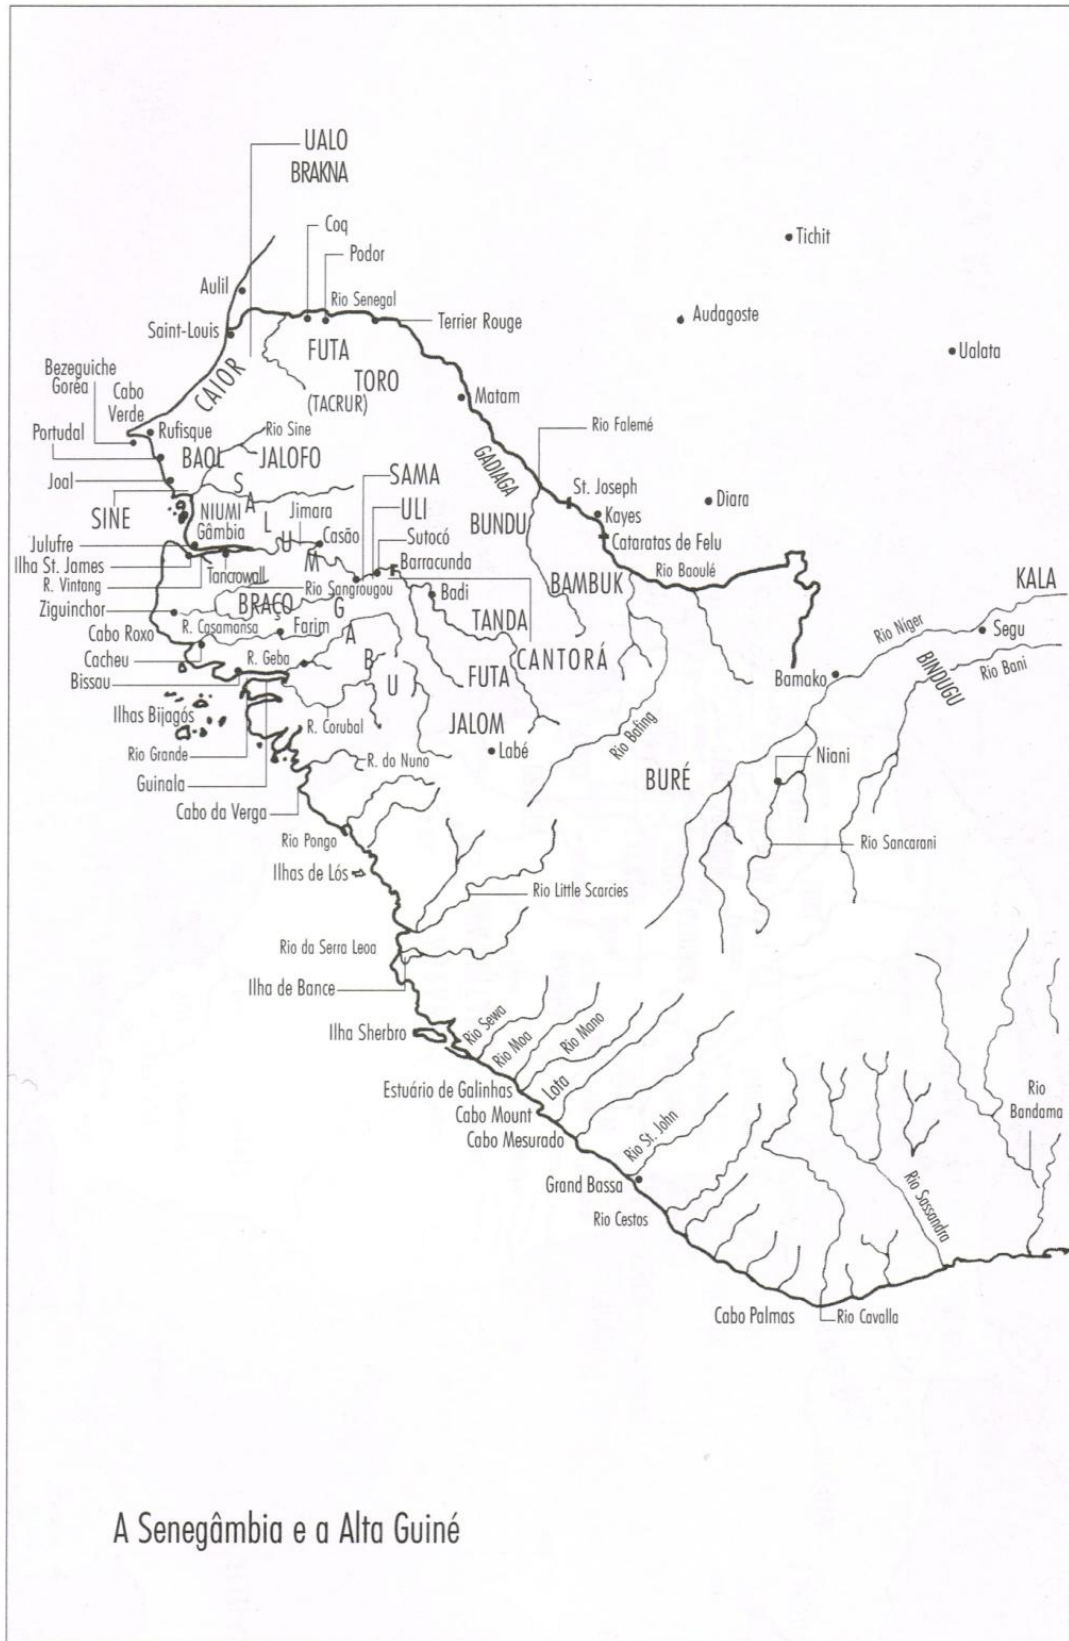 UALO
BRAKNA
Coq
Tichit
Podor
Aulil
Rio Senegal
Audagoste
Terrier Rouge
Saint-Louis
FUTA
Ualata
Bezeguiche
Goréa
CAIOR
TORO
Cabo
Verde
(TACRUR)
Matam
Portudal
Rufisque
Rio Sine
Rio Falemé
BAOL
JALOFO
GADIAGA
Joal
SAMA
St. Joseph
Diara
SINE
NIUMI
SALUM
Jimara
ULI
BUNDU
Kayes
Gâmbia
Casão
Sutocó
Cataratas de Felu
Julufre
Ilha St. James
Barracunda
R. Vintang
Tancrowall
Rio Sangrougou
BAMBUK
Rio Baoulé
KALA
Ziguinchor
BRAÇO
GABU
Badi
TANDA
Cabo Roxo
R. Casamansa
Farim
Rio Níger
Segu
Cacheu
R. Geba
CANTORÁ
BINDUGU
Rio Bani
Bissau
FUTA
Bamako
Ilhas Bijagós
R. Corubal
JALOM
Rio Bafing
Rio Grande
R. do Nuno
Labé
Niani
Guinala
BURÉ
Cabo da Verga
Rio Pongo
Rio Sancarani
Ilhas de Lós
Rio Little Scarcies
Rio da Serra Leoa
Ilha de Bance
Ilha Sherbro
Rio Sewa
Rio Moa
Rio Mano
Estuário de Galinhas
Lofa
Rio
Bandama
Cabo Mount
Cabo Mesurado
Rio St. John
Grand Bassa
Rio Cestos
Rio Sassandra
Cabo Palmas
Rio Cavalla
A Senegâmbia e a Alta Guiné